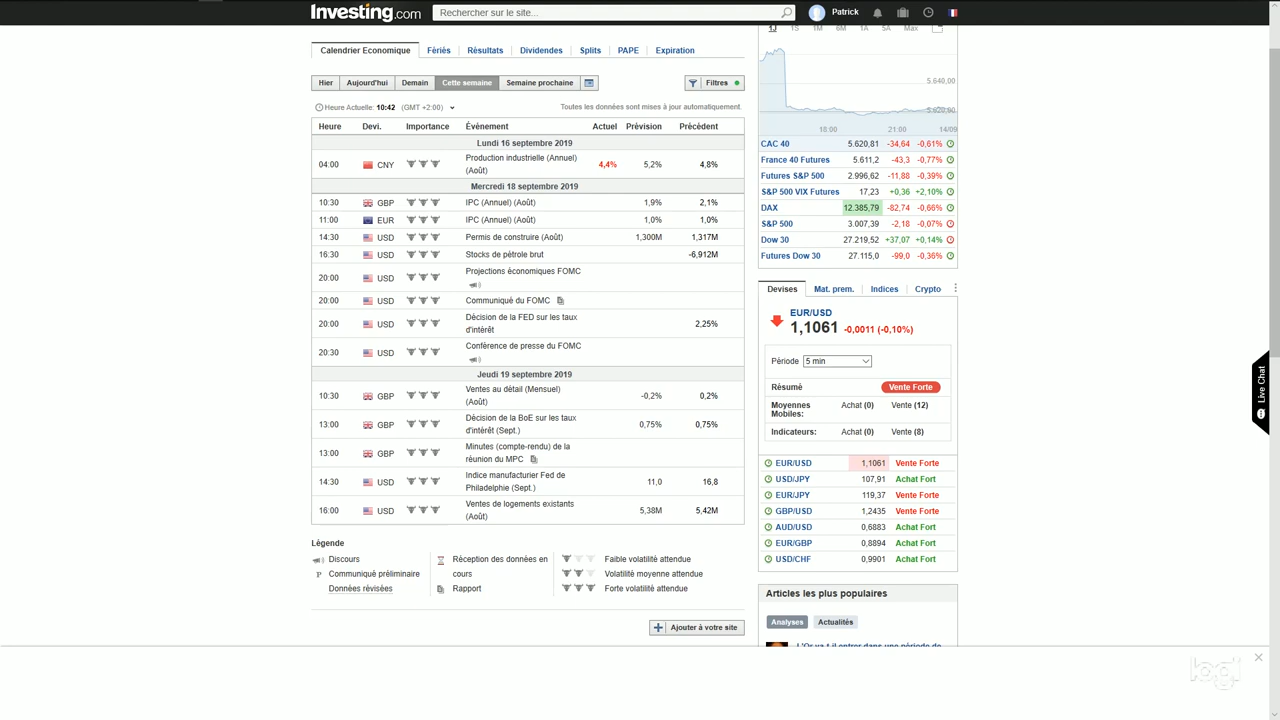 Investing.com
Rechercher sur le site...
Patrick
Calendrier Economique Fériés Résultats Dividendes Splits PAPE Expiration
Hier Aujourd'hui Demain Cette semaine Semaine prochaine Filtres
Heure Actuelle: 10:42 (GMT +2:00) Toutes les données sont mises à jour automatiquement.
Heure Devi. Importance Événement Actuel Prévision Précédent
Lundi 16 septembre 2019
04:00 CNY Production industrielle (Annuel) (Août) 4,4% 5,2% 4,8%
Mercredi 18 septembre 2019
10:30 GBP IPC (Annuel) (Août) 1,9% 2,1%
11:00 EUR IPC (Annuel) (Août) 1,0% 1,0%
14:30 USD Permis de construire (Août) 1,300M 1,317M
16:30 USD Stocks de pétrole brut -6,912M
20:00 USD Projections économiques FOMC
20:00 USD Communiqué du FOMC
20:00 USD Décision de la FED sur les taux d'intérêt 2,25%
20:30 USD Conférence de presse du FOMC
Jeudi 19 septembre 2019
10:30 GBP Ventes au détail (Mensuel) (Août) -0,2% 0,2%
13:00 GBP Décision de la BoE sur les taux d'intérêt (Sept.) 0,75% 0,75%
13:00 GBP Minutes (compte-rendu) de la réunion du MPC
14:30 USD Indice manufacturier Fed de Philadelphie (Sept.) 11,0 16,8
16:00 USD Ventes de logements existants (Août) 5,38M 5,42M
Légende
Discours
Communiqué préliminaire
Données révisées
Réception des données en cours
Rapport
Faible volatilité attendue
Volatilité moyenne attendue
Forte volatilité attendue
Ajouter à votre site
1J 1S 1M 6M 1A 5A Max
5.640,00
5.620,80
18:00 21:00 14/09
CAC 40 5.620,81 -34,64 -0,61%
France 40 Futures 5.611,2 -43,3 -0,77%
Futures S&P 500 2.996,62 -11,88 -0,39%
S&P 500 VIX Futures 17,23 +0,36 +2,10%
DAX 12.385,79 -82,74 -0,66%
S&P 500 3.007,39 -2,18 -0,07%
Dow 30 27.219,52 +37,07 +0,14%
Futures Dow 30 27.115,0 -99,0 -0,36%
Devises Mat. prem. Indices Crypto
EUR/USD
1,1061 -0,0011 (-0,10%)
Période 5 min
Résumé Vente Forte
Moyennes Mobiles: Achat (0) Vente (12)
Indicateurs: Achat (0) Vente (8)
EUR/USD 1,1061 Vente Forte
USD/JPY 107,91 Achat Fort
EUR/JPY 119,37 Vente Forte
GBP/USD 1,2435 Vente Forte
AUD/USD 0,6883 Achat Fort
EUR/GBP 0,8894 Achat Fort
USD/CHF 0,9901 Achat Fort
Articles les plus populaires
Analyses Actualités
L'Or va-t-il entrer dans une période de
Live Chat
logi